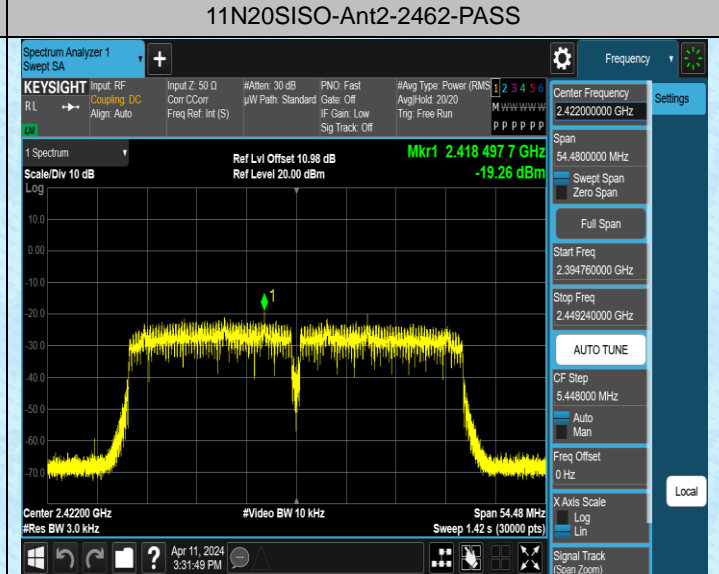 11N20SISO-Ant2-2462-PASS
Spectrum Analyzer 1
Swept SA
+
Frequency
KEYSIGHT
RL
LXI
Input: RF
Coupling: DC
Align: Auto
Input Z: 50 Ω
Corr CCorr
Freq Ref: Int (S)
#Atten: 30 dB
µW Path: Standard
PNO: Fast
Gate: Off
IF Gain: Low
Sig Track: Off
#Avg Type: Power (RMS
Avg|Hold: 20/20
Trig: Free Run
1 2 3 4 5 6
M W W W W W
P P P P P P
Center Frequency
2.422000000 GHz
Settings
Span
54.4800000 MHz
Swept Span
Zero Span
Full Span
Start Freq
2.394760000 GHz
Stop Freq
2.449240000 GHz
AUTO TUNE
CF Step
5.448000 MHz
Auto
Man
Freq Offset
0 Hz
X Axis Scale
Log
Lin
Signal Track
(Span Zoom)
Local
1 Spectrum
Scale/Div 10 dB
Log
Ref Lvl Offset 10.98 dB
Ref Level 20.00 dBm
Mkr1 2.418 497 7 GHz
-19.26 dBm
10.0
0.00
-10.0
-20.0
-30.0
-40.0
-50.0
-60.0
-70.0
1
Center 2.42200 GHz
#Res BW 3.0 kHz
#Video BW 10 kHz
Span 54.48 MHz
Sweep 1.42 s (30000 pts)
?
Apr 11, 2024
3:31:49 PM